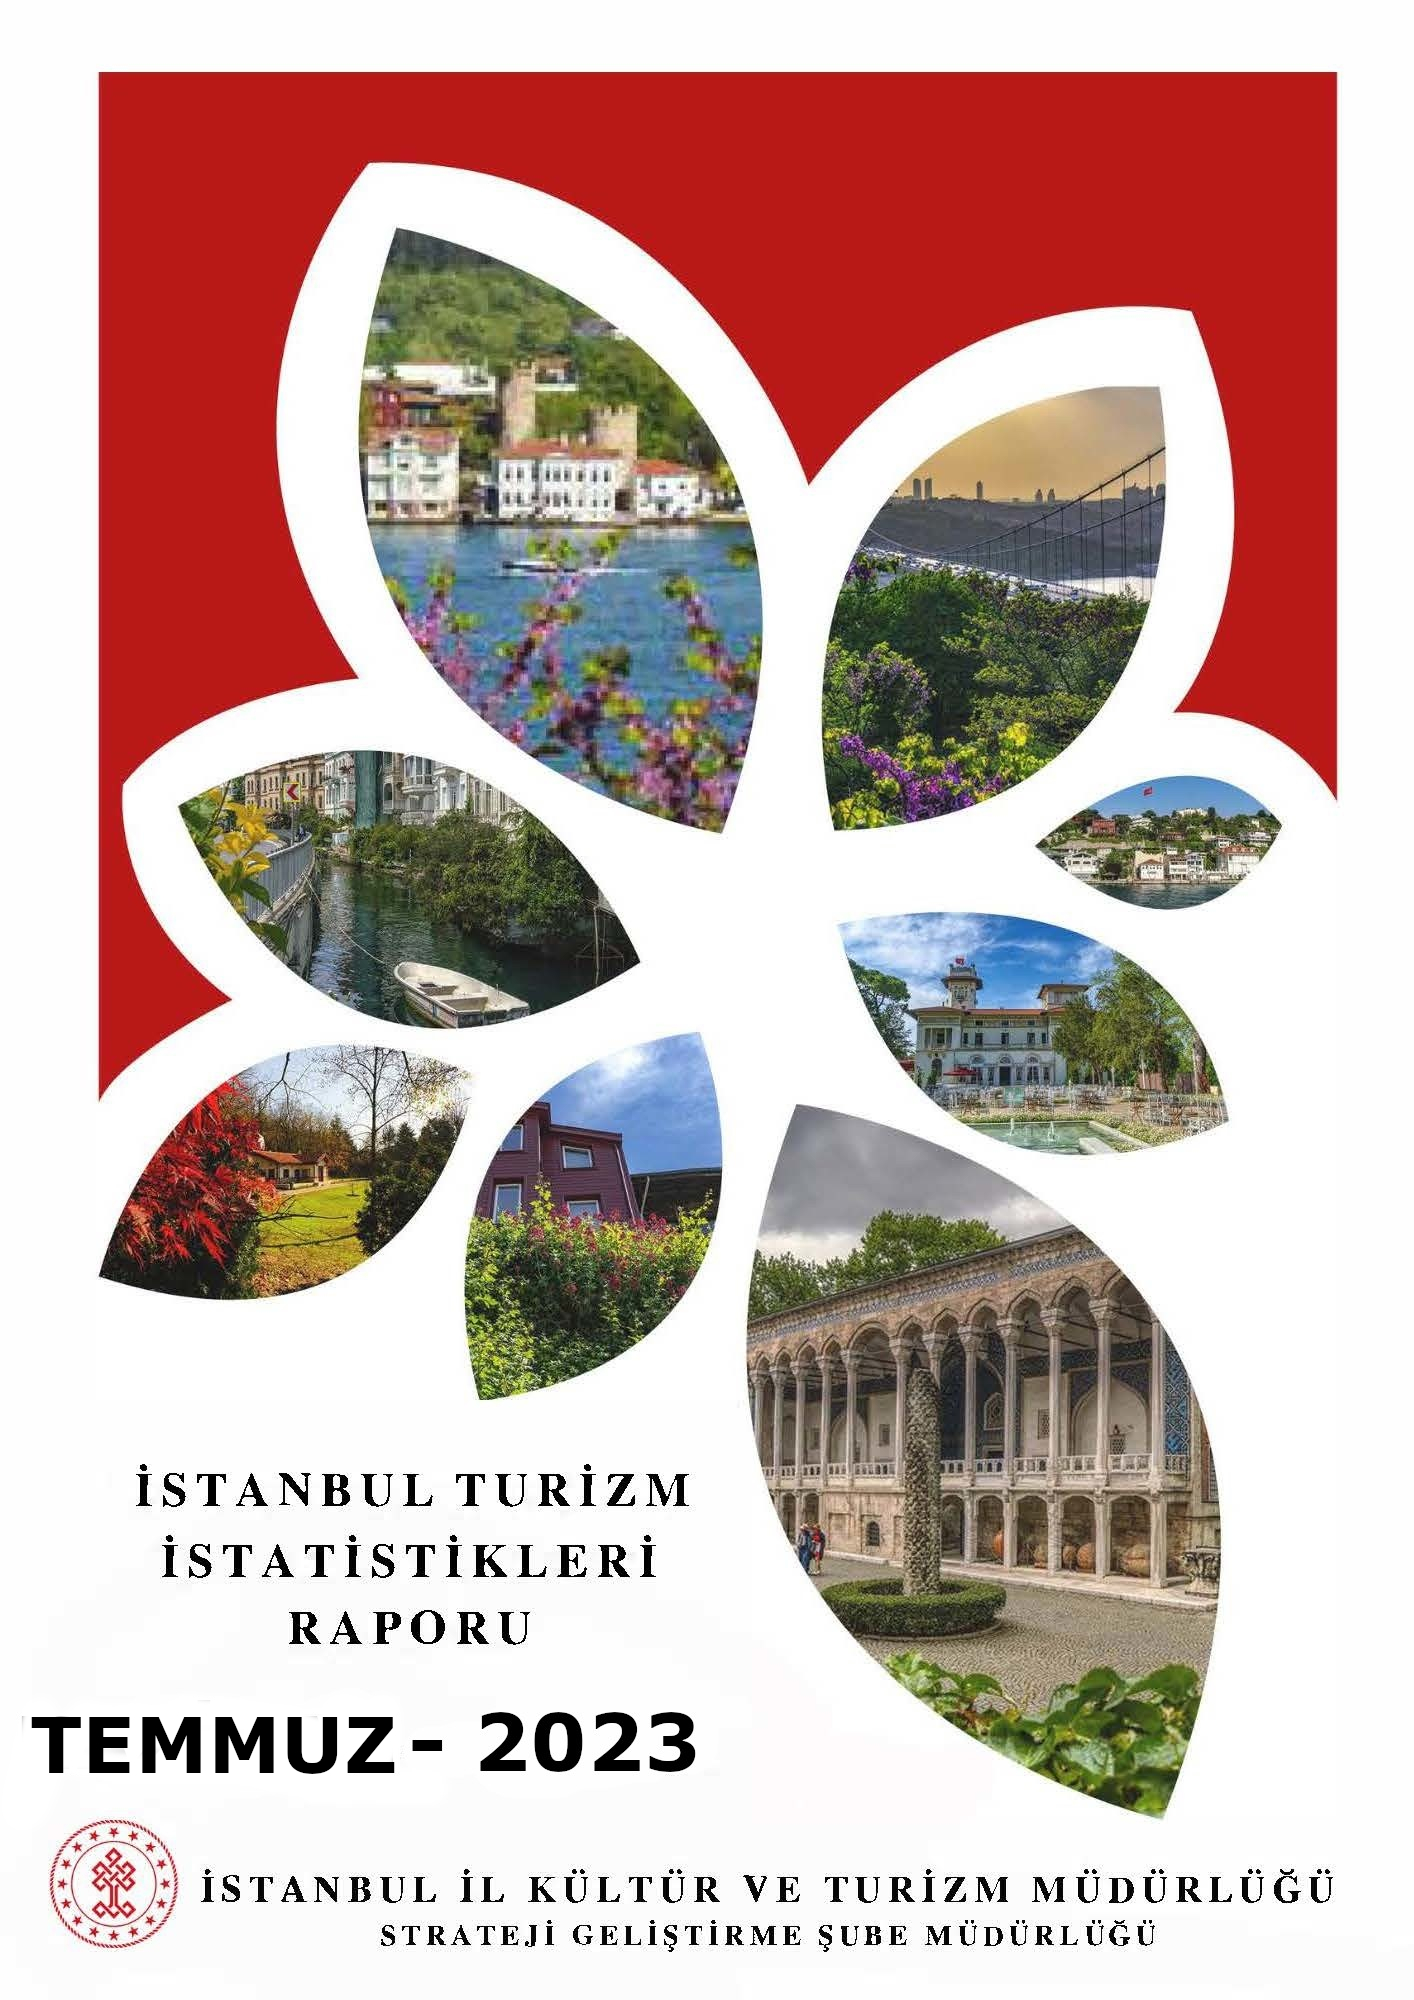 İSTANBUL TURİZM
İSTATİSTİKLERİ
RAPORU
TEMMUZ - 2023
İSTANBUL İL KÜLTÜR VE TURİZM MÜDÜRLÜĞÜ
STRATEJİ GELİŞTİRME ŞUBE MÜDÜRLÜĞÜ